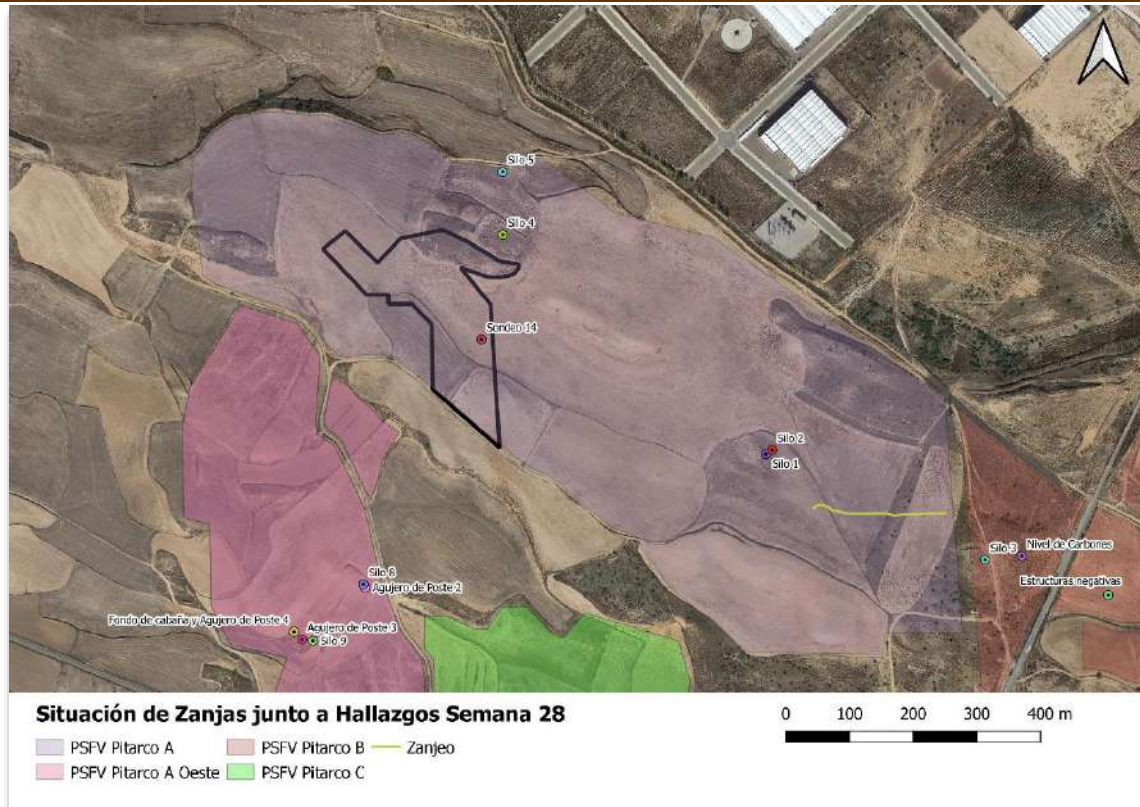 Silo 5
Silo 4
Sondeo 14
Silo 2
Silo 1
Silo 3
Nivel de Carbones
Estructuras negativas
Silo 8
Agujero de Poste 2
Fondo de cabaña y Agujero de Poste 4
Agujero de Poste 3
Silo 9
Situación de Zanjas junto a Hallazgos Semana 28
PSFV Pitarco A
PSFV Pitarco B
Zanjeo
PSFV Pitarco A Oeste
PSFV Pitarco C
0 100 200 300 400 m